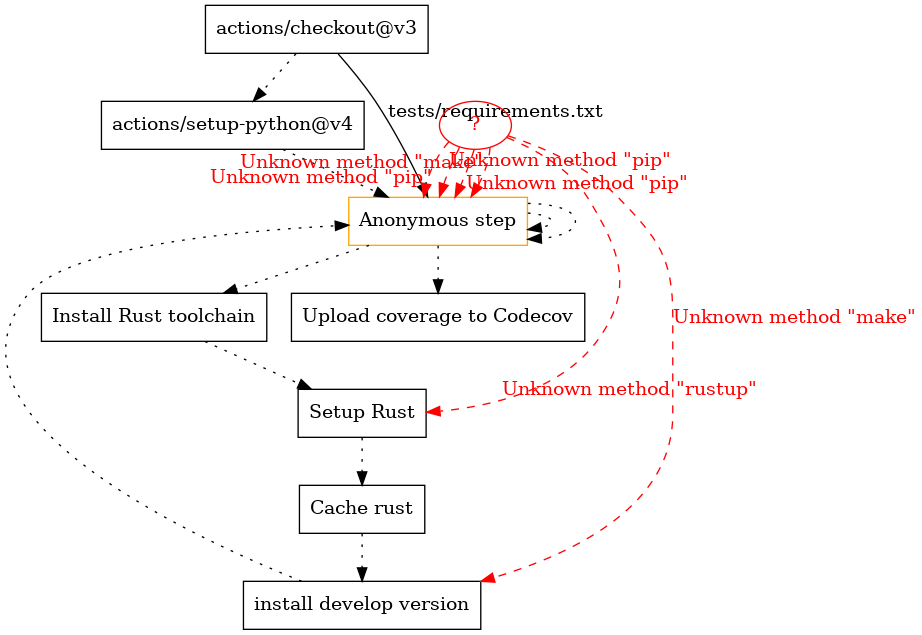 actions/checkout@v3
actions/setup-python@v4
tests/requirements.txt
?
Unknown method "make"
Unknown method "pip"
Unknown method "pip"
Unknown method "pip"
Anonymous step
Install Rust toolchain
Upload coverage to Codecov
Unknown method "make"
Unknown method "rustup"
Setup Rust
Cache rust
install develop version